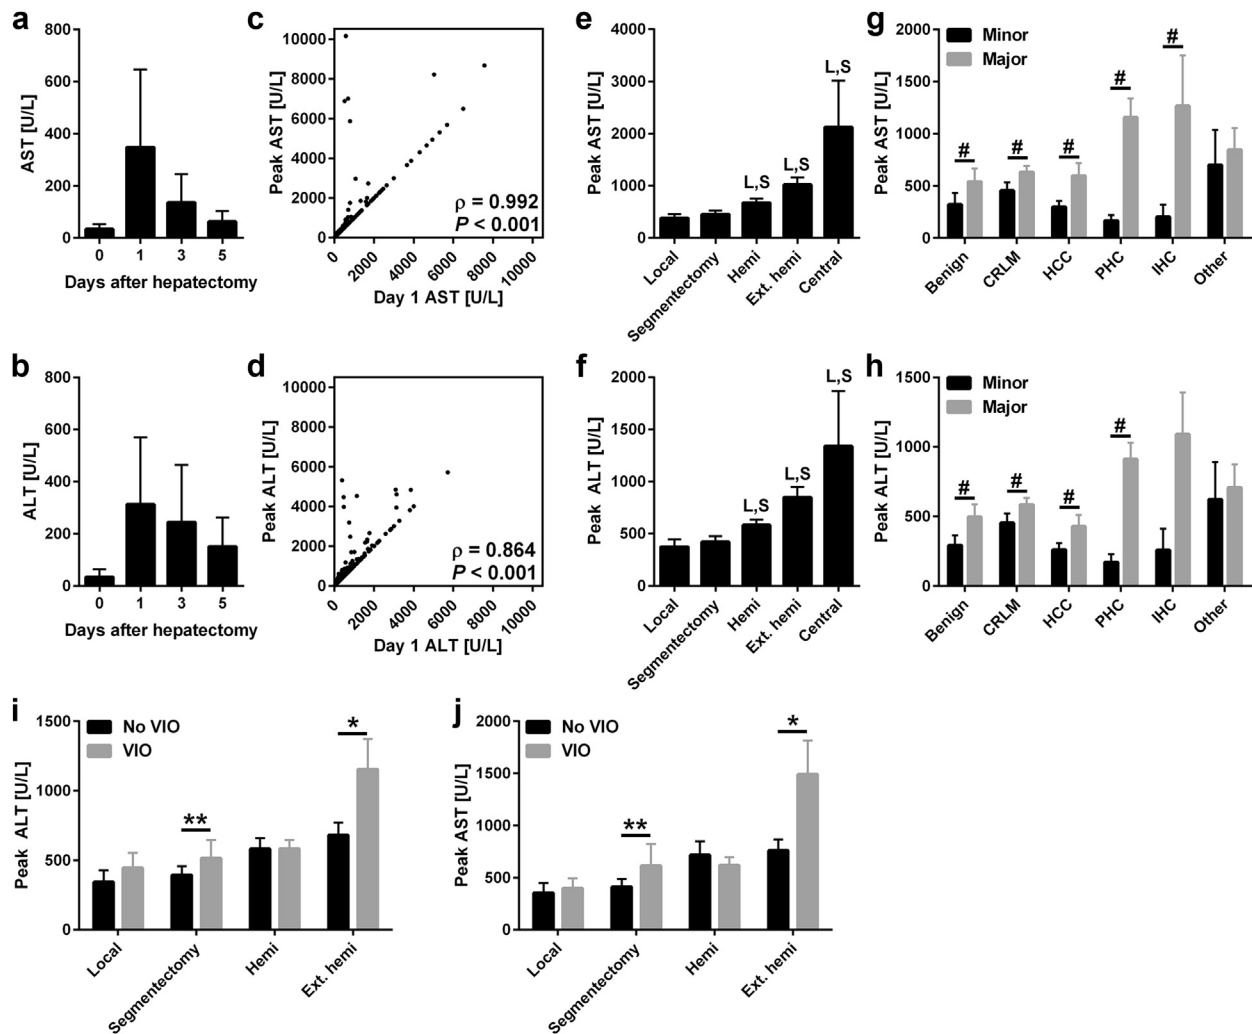 a
AST [U/L]
800
600
400
200
0
0 1 3 5
Days after hepatectomy
c
Peak AST [U/L]
10000
8000
6000
4000
2000
0
ρ = 0.992
P < 0.001
0 2000 4000 6000 8000 10000
Day 1 AST [U/L]
e
Peak AST [U/L]
4000
3000
2000
1000
0
L,S L,S L,S
Local Segmentectomy Hemi Ext. hemi Central
g
Peak AST [U/L]
2000
1500
1000
500
0
Minor
Major
# # # # #
Benign CRLM HCC PHC IHC Other
b
ALT [U/L]
800
600
400
200
0
0 1 3 5
Days after hepatectomy
d
Peak ALT [U/L]
10000
8000
6000
4000
2000
0
ρ = 0.864
P < 0.001
0 2000 4000 6000 8000 10000
Day 1 ALT [U/L]
f
Peak ALT [U/L]
2000
1500
1000
500
0
L,S L,S L,S
Local Segmentectomy Hemi Ext. hemi Central
h
Peak ALT [U/L]
1500
1000
500
0
Minor
Major
# # # #
Benign CRLM HCC PHC IHC Other
i
Peak ALT [U/L]
1500
1000
500
0
No VIO
VIO
** *
Local Segmentectomy Hemi Ext. hemi
j
Peak AST [U/L]
2000
1500
1000
500
0
No VIO
VIO
** *
Local Segmentectomy Hemi Ext. hemi